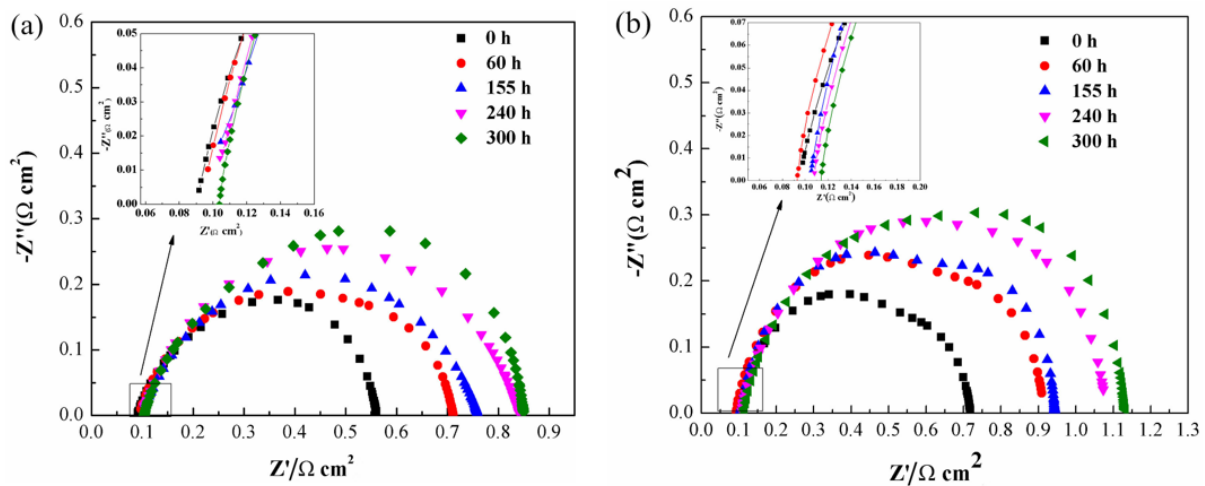 (a)
0.6
0.5
0.4
0.3
0.2
0.1
0.0
-Z''(Ω cm²)
0.0 0.1 0.2 0.3 0.4 0.5 0.6 0.7 0.8 0.9
Z'/Ω cm²
0 h
60 h
155 h
240 h
300 h
0.05
0.04
0.03
0.02
0.01
0.00
-Z''(Ω cm²)
0.06 0.08 0.10 0.12 0.14 0.16
Z'(Ω cm²)
(b)
0.6
0.5
0.4
0.3
0.2
0.1
0.0
-Z''(Ω cm²)
0.0 0.1 0.2 0.3 0.4 0.5 0.6 0.7 0.8 0.9 1.0 1.1 1.2 1.3
Z'/Ω cm²
0 h
60 h
155 h
240 h
300 h
0.07
0.06
0.05
0.04
0.03
0.02
0.01
0.00
-Z''(Ω cm²)
0.06 0.08 0.10 0.12 0.14 0.16 0.18 0.20
Z'(Ω cm²)